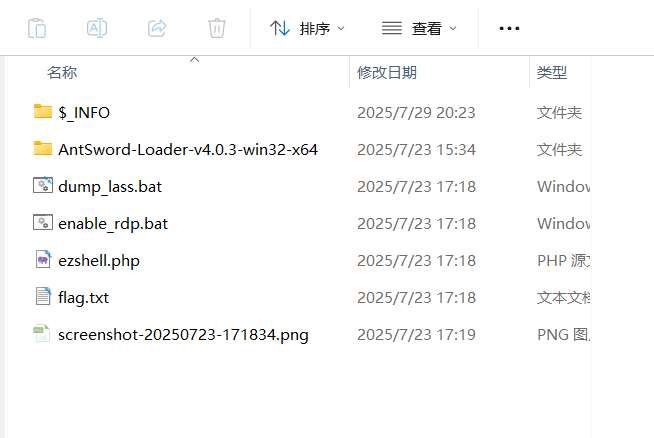 排序 查看
名称 修改日期 类型
$_INFO 2025/7/29 20:23 文件夹
AntSword-Loader-v4.0.3-win32-x64 2025/7/23 15:34 文件夹
dump_lass.bat 2025/7/23 17:18 Window
enable_rdp.bat 2025/7/23 17:18 Window
ezshell.php 2025/7/23 17:18 PHP 源
flag.txt 2025/7/23 17:18 文本文档
screenshot-20250723-171834.png 2025/7/23 17:19 PNG 图